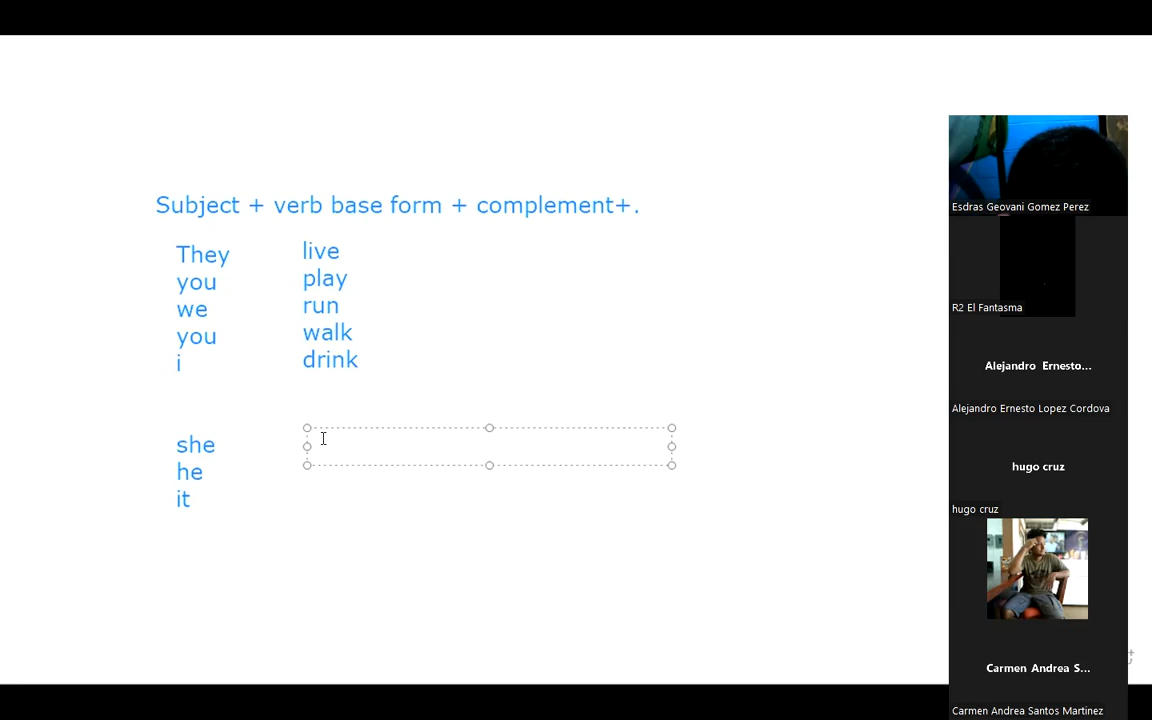 Subject + verb base form + complement+.
They
you
we
you
i
live
play
run
walk
drink
she
he
it
Esdras Geovani Gomez Perez
R2 El Fantasma
Alejandro Ernesto...
Alejandro Ernesto Lopez Cordova
hugo cruz
hugo cruz
Carmen Andrea S...
Carmen Andrea Santos Martinez